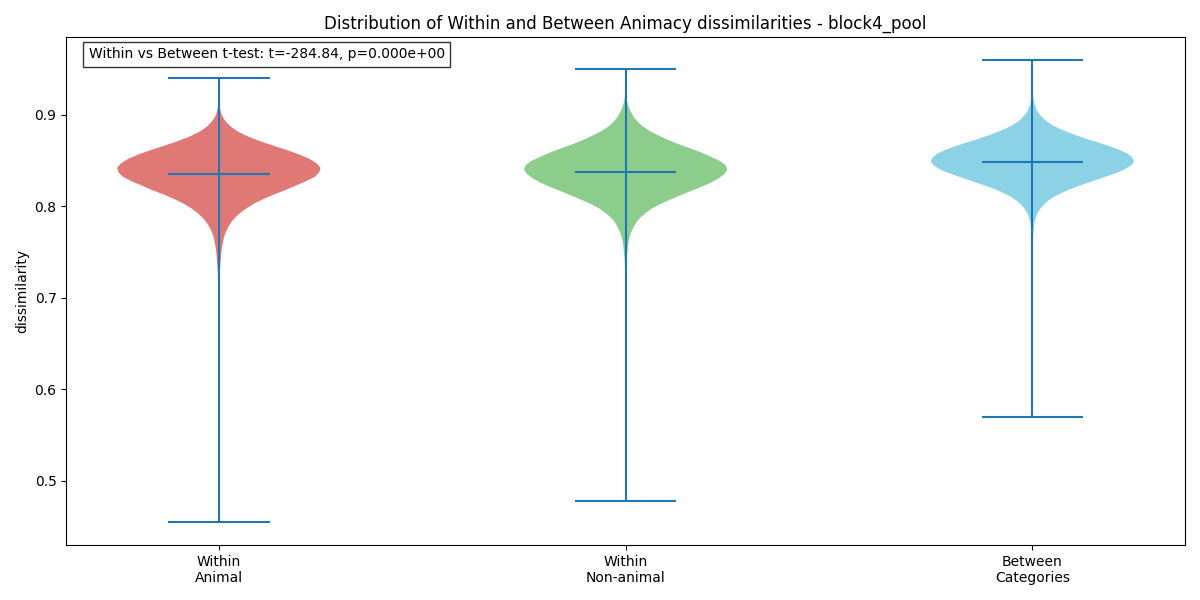 Distribution of Within and Between Animacy dissimilarities - block4_pool
Within vs Between t-test: t=-284.84, p=0.000e+00
dissimilarity
0.9
0.8
0.7
0.6
0.5
Within
Animal
Within
Non-animal
Between
Categories